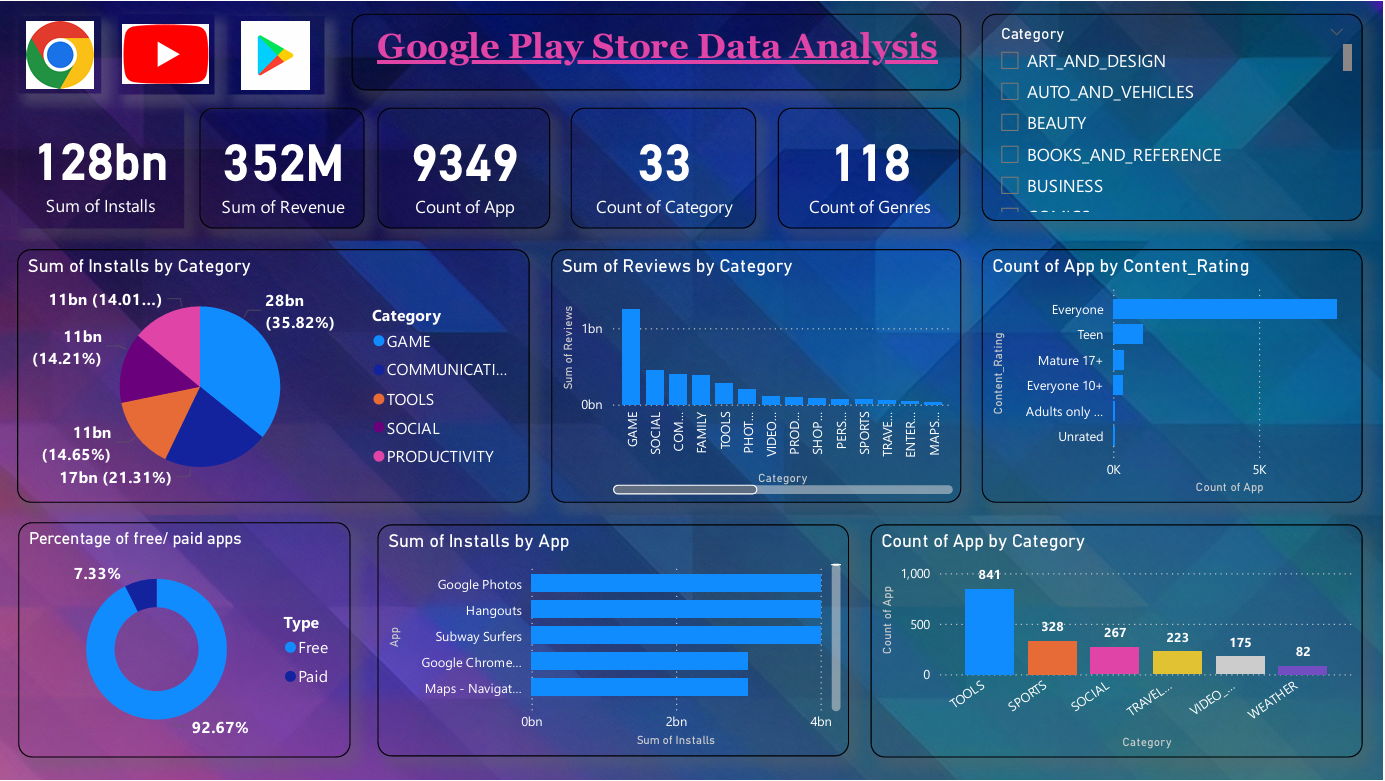 Google Play Store Data Analysis
Category
ART_AND_DESIGN
AUTO_AND_VEHICLES
BEAUTY
BOOKS_AND_REFERENCE
BUSINESS
128bn
Sum of Installs
352M
Sum of Revenue
9349
Count of App
33
Count of Category
118
Count of Genres
Sum of Installs by Category
11bn (14.01...)
28bn
(35.82%)
11bn
(14.21%)
11bn
(14.65%)
17bn (21.31%)
Category
GAME
COMMUNICATI...
TOOLS
SOCIAL
PRODUCTIVITY
Sum of Reviews by Category
Sum of Reviews
1bn
0bn
GAME
SOCIAL
COM...
FAMILY
TOOLS
PHOT...
VIDEO...
PROD...
SHOP...
PERS...
SPORTS
TRAVE...
ENTER...
MAPS...
Category
Count of App by Content_Rating
Content_Rating
Everyone
Teen
Mature 17+
Everyone 10+
Adults only ...
Unrated
0K
5K
Count of App
Percentage of free/ paid apps
7.33%
92.67%
Type
Free
Paid
Sum of Installs by App
App
Google Photos
Hangouts
Subway Surfers
Google Chrome...
Maps - Navigat...
0bn
2bn
4bn
Sum of Installs
Count of App by Category
Count of App
1,000
500
0
841
328
267
223
175
82
TOOLS
SPORTS
SOCIAL
TRAVEL...
VIDEO_...
WEATHER
Category